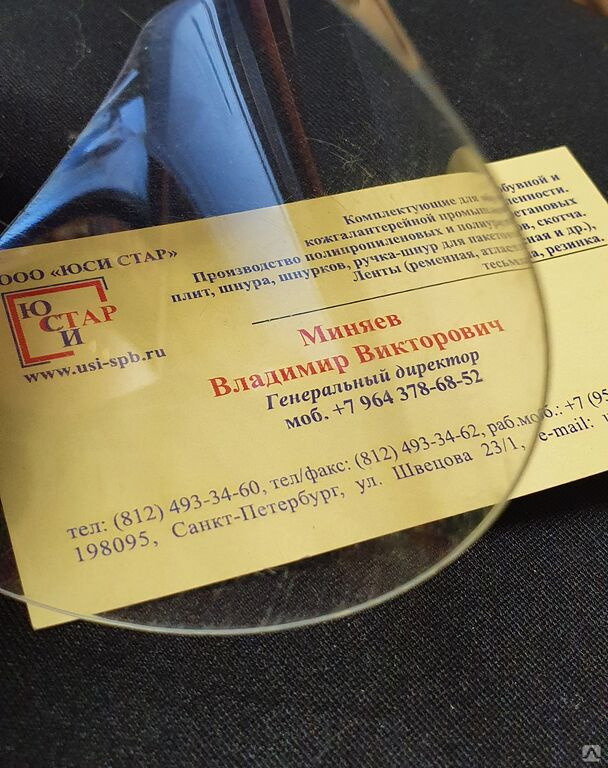 Комплектующие для обувной и
кожгалантерейной промышленности.
Производство полипропиленовых и полиуретановых
плит, шнура, шнурков, ручка-шнур для пакетов, скотча.
Ленты (ременная, атласная и др.),
тесьма, резинка.
ООО «ЮСИ СТАР»
Ю
СТАР
И
www.usi-spb.ru
Миняев
Владимир Викторович
Генеральный директор
моб. +7 964 378-68-52
тел: (812) 493-34-60, тел/факс: (812) 493-34-62, раб.моб.: +7 (95
198095, Санкт-Петербург, ул. Швецова 23/1, e-mail: